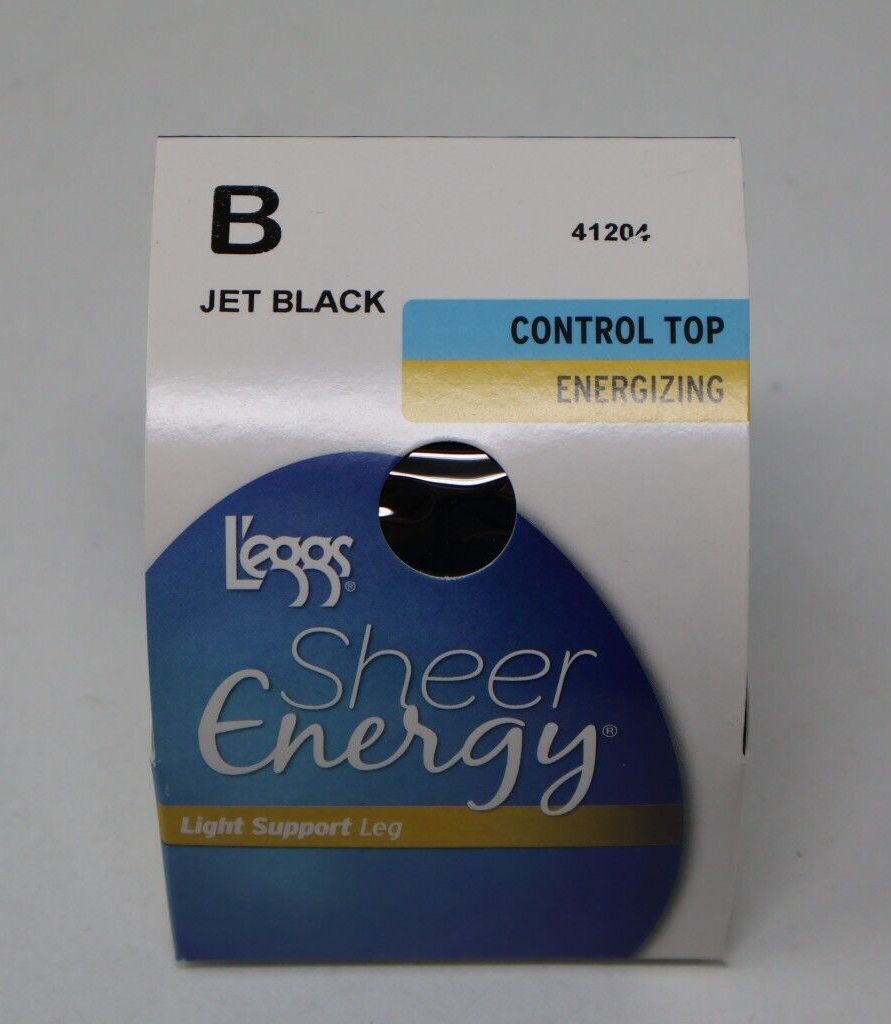 B
41204
JET BLACK
CONTROL TOP
ENERGIZING
L'eggs®
Sheer
Energy®
Light Support Leg